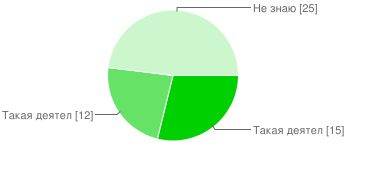 Не знаю [25]
Такая деятел [12]
Такая деятел [15]